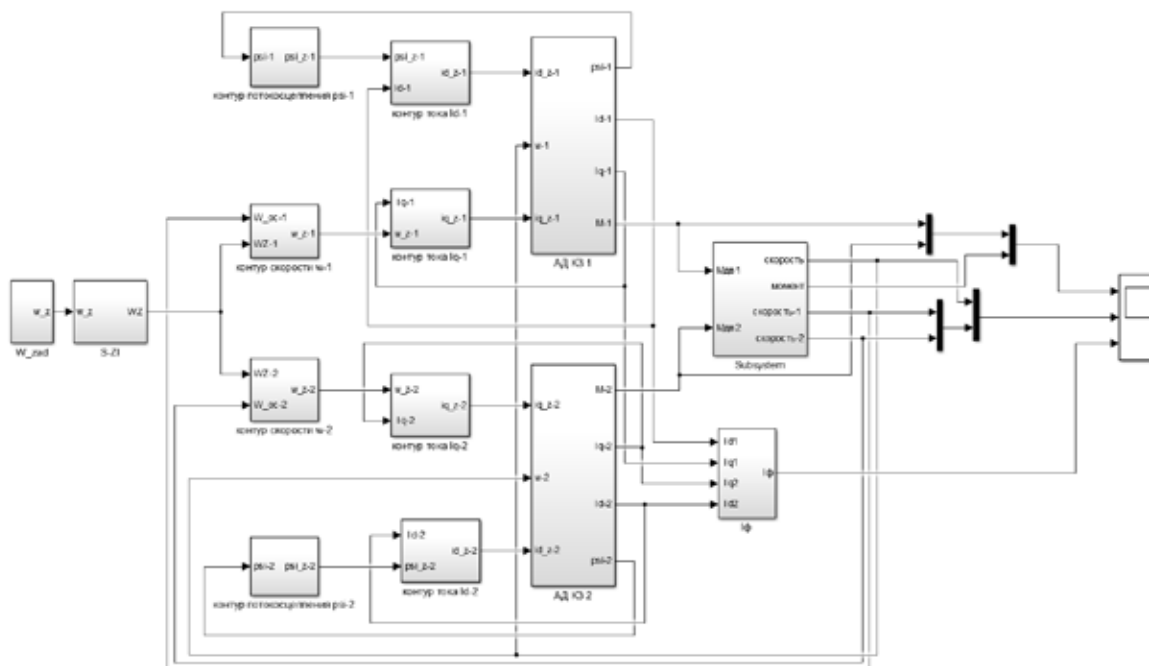 psi-1 psi_z-1
контур потокосцепления psi-1
psi_z-1
id_z-1
Id-1
контур тока Id-1
id_z-1
psi-1
Id-1
w-1
Iq-1
iq_z-1
M-1
АД КЗ 1
W_oc-1
w_z-1
WZ-1
контур скорости w-1
Iq-1
iq_z-1
w_z-1
контур тока Iq-1
w_z
W_zad
w_z WZ
S-ZI
Мдв1
Мдв2
скорость
момент
скорость-1
скорость-2
Subsystem
WZ-2
w_z-2
W_oc-2
контур скорости w-2
w_z-2
iq_z-2
Iq-2
контур тока Iq-2
M-2
iq_z-2
Iq-2
w-2
Id-2
id_z-2
psi-2
АД КЗ-2
Id1
Iq1
Iф
Iq2
Id2
Iф
psi-2 psi_z-2
контур потокосцепления psi-2
Id-2
id_z-2
psi_z-2
контур тока Id-2